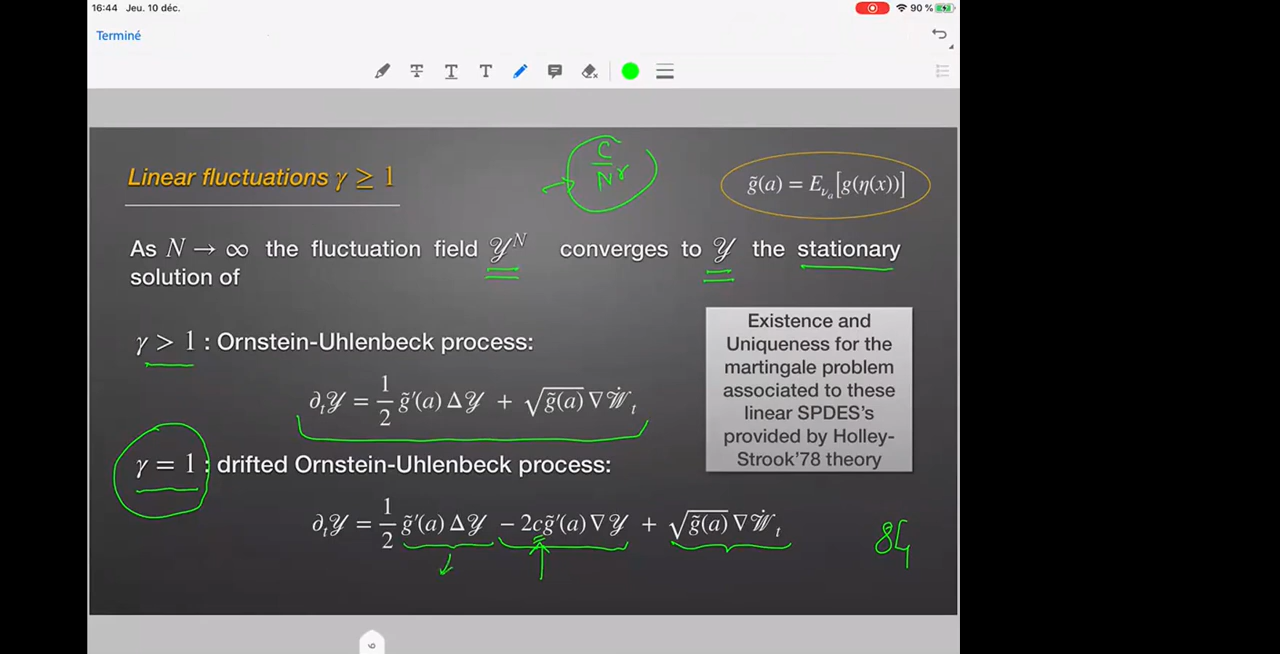 16:44 Jeu. 10 déc.
90 %
Terminé
Linear fluctuations γ ≥ 1
C/N^γ
g̃(a) = E_{ν_a}[g(η(x))]
As N → ∞ the fluctuation field 𝒴^N converges to 𝒴 the stationary
solution of
γ > 1 : Ornstein-Uhlenbeck process:
∂_t𝒴 = 1/2 g̃′(a) Δ𝒴 + √g̃(a) ∇𝒲̇_t
γ = 1 : drifted Ornstein-Uhlenbeck process:
∂_t𝒴 = 1/2 g̃′(a) Δ𝒴 − 2cg̃′(a) ∇𝒴 + √g̃(a) ∇𝒲̇_t
Existence and
Uniqueness for the
martingale problem
associated to these
linear SPDES's
provided by Holley-
Strook'78 theory